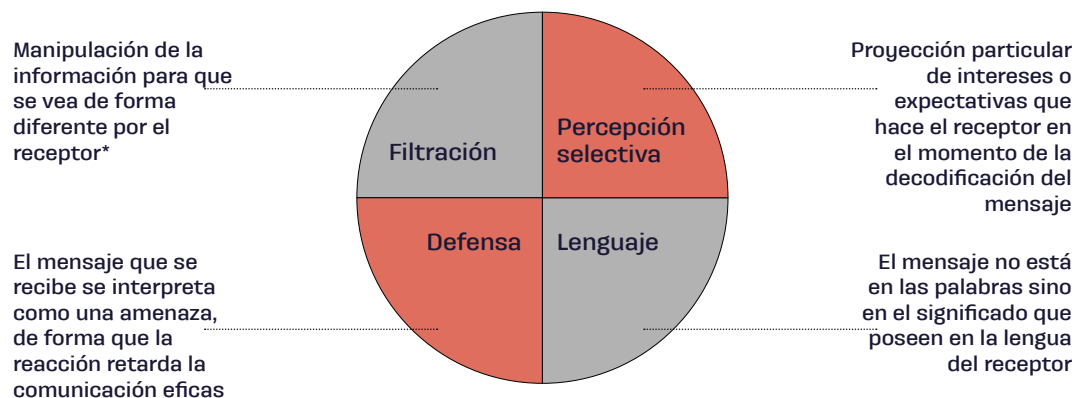 Manipulación de la
información para que
se vea de forma
diferente por el
receptor*
Filtración
Percepción
selectiva
Proyección particular
de intereses o
expectativas que
hace el receptor en
el momento de la
decodificación del
mensaje
El mensaje que se
recibe se interpreta
como una amenaza,
de forma que la
reacción retarda la
comunicación eficas
Defensa
Lenguaje
El mensaje no está
en las palabras sino
en el significado que
poseen en la lengua
del receptor